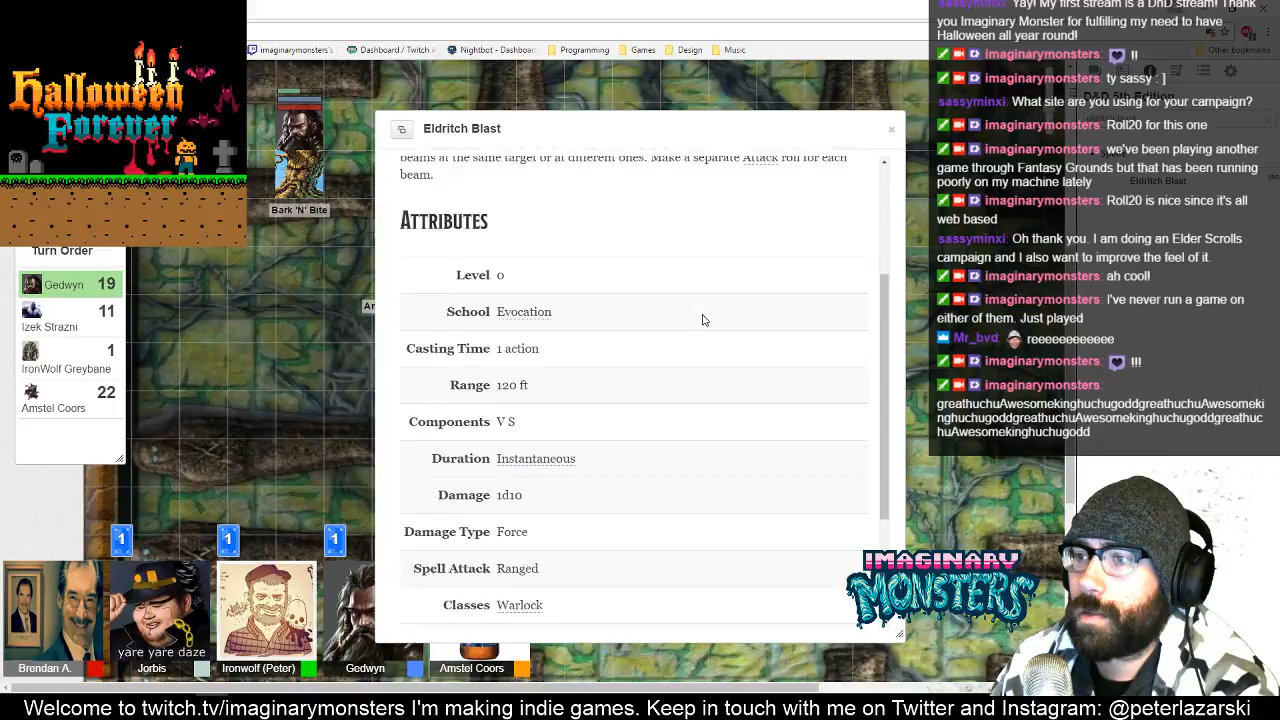 Halloween
Forever
imaginarymonsters's
Dashboard / Twitch
Nightbot - Dashboar
Programming
Games
Design
Music
Other bookmarks
Bark 'N' Bite
Turn Order
Gedwyn 19
11
Izek Strazni
1
IronWolf Greybane
22
Amstel Coors
Eldritch Blast
beams at the same target or at different ones. Make a separate Attack roll for each
beam.
Attributes
Level 0
School Evocation
Casting Time 1 action
Range 120 ft
Components V S
Duration Instantaneous
Damage 1d10
Damage Type Force
Spell Attack Ranged
Classes Warlock
sassyminxi: Yay! My first stream is a DnD stream! Thank
you Imaginary Monster for fulfilling my need to have
Halloween all year round!
imaginarymonsters: !!
imaginarymonsters: ty sassy : ]
sassyminxi: What site are you using for your campaign?
imaginarymonsters: Roll20 for this one
imaginarymonsters: we've been playing another
game through Fantasy Grounds but that has been running
poorly on my machine lately
imaginarymonsters: Roll20 is nice since it's all
web based
sassyminxi: Oh thank you. I am doing an Elder Scrolls
campaign and I also want to improve the feel of it.
imaginarymonsters: ah cool!
imaginarymonsters: I've never run a game on
either of them. Just played
Mr_bvd: reeeeeeeeeeee
imaginarymonsters: !!!
imaginarymonsters:
greathuchuAwesomekinghuchugoddgreathuchuAwesomeki
nghuchugoddgreathuchuAwesomekinghuchugoddgreathuc
huAwesomekinghuchugodd
D&D 5th Edition
Eldritch Blast
1
1
1
yare yare daze
Brendan A.
Jorbis
Ironwolf (Peter)
Gedwyn
Amstel Coors
IMAGINARY
MONSTERS
Welcome to twitch.tv/imaginarymonsters I'm making indie games. Keep in touch with me on Twitter and Instagram: @peterlazarski